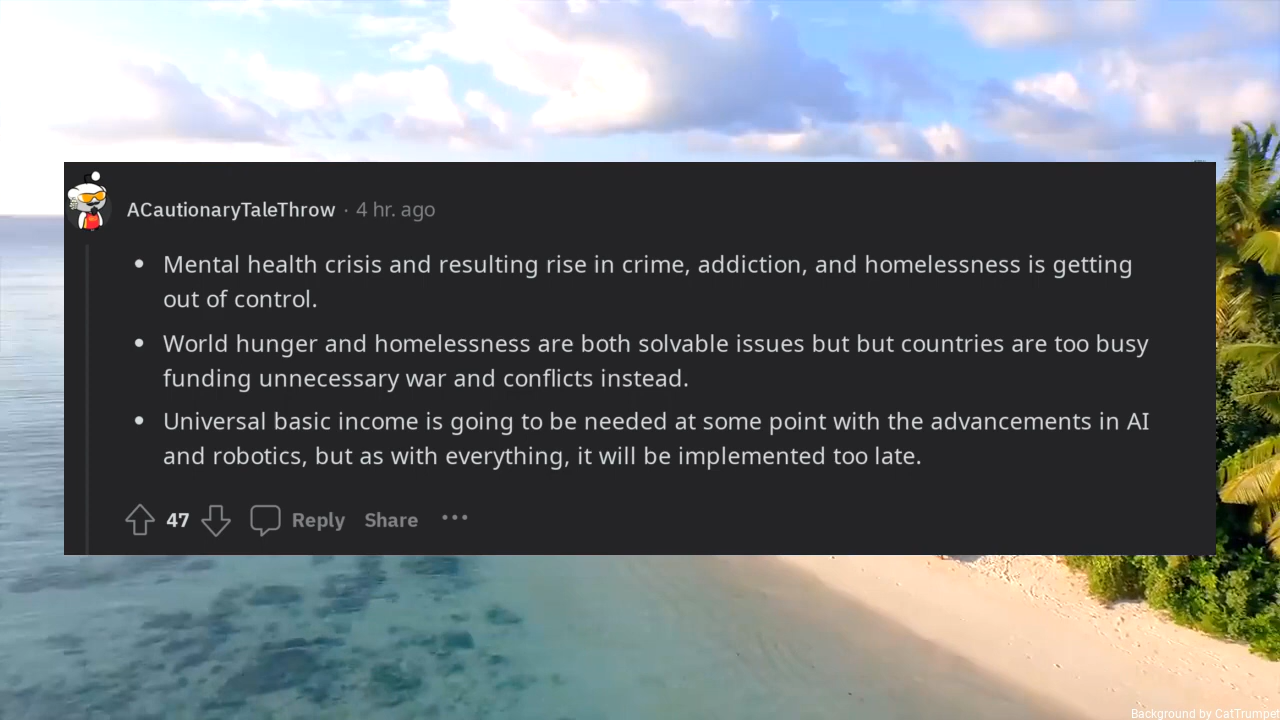 ACautionaryTaleThrow · 4 hr. ago
• Mental health crisis and resulting rise in crime, addiction, and homelessness is getting
out of control.
• World hunger and homelessness are both solvable issues but but countries are too busy
funding unnecessary war and conflicts instead.
• Universal basic income is going to be needed at some point with the advancements in AI
and robotics, but as with everything, it will be implemented too late.
47 Reply Share ···
Background by CatTrumpet